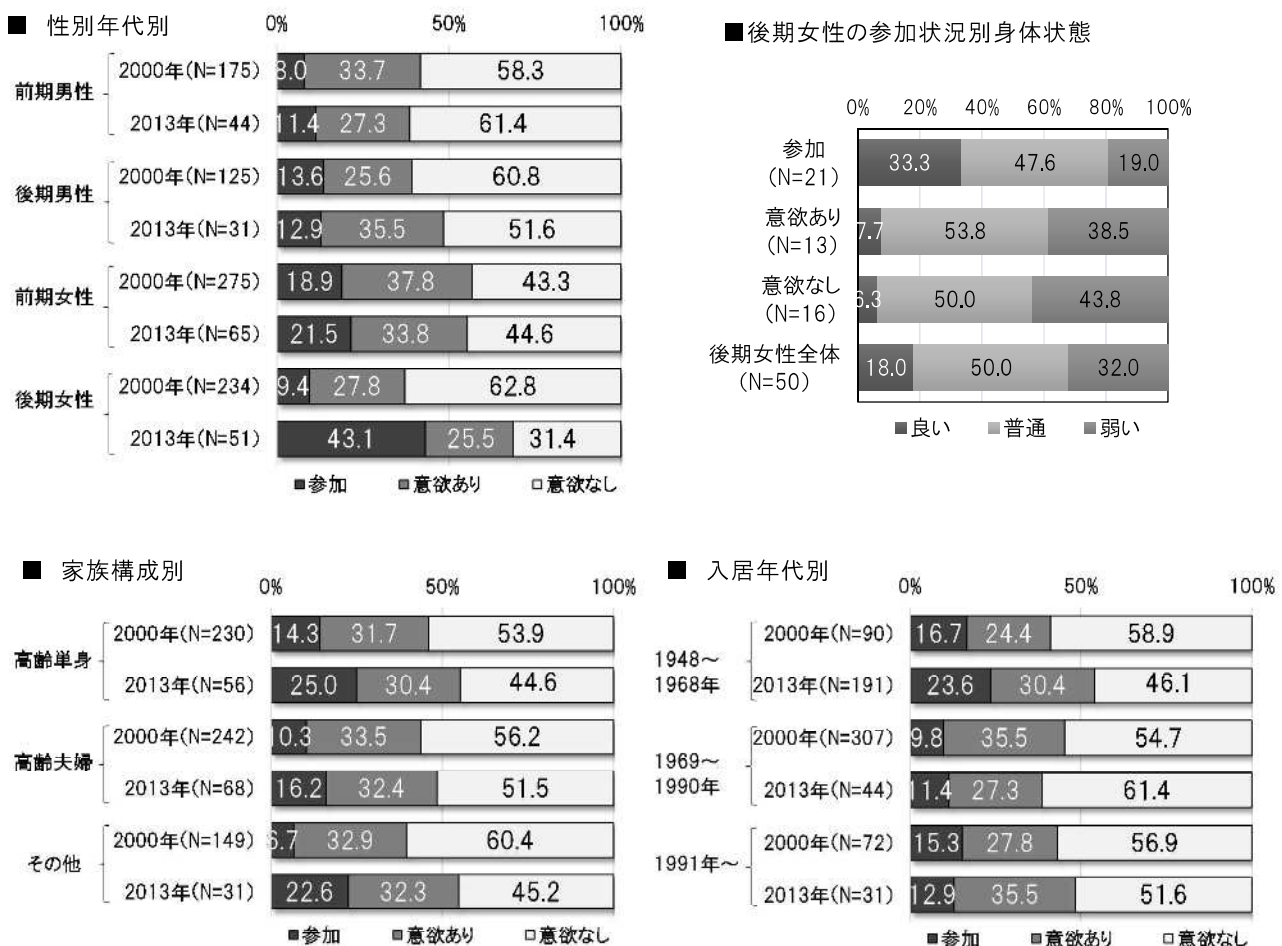 ■ 性別年代別
0% 50% 100%
前期男性
2000年(N=175) 8.0 33.7 58.3
2013年(N=44) 11.4 27.3 61.4
後期男性
2000年(N=125) 13.6 25.6 60.8
2013年(N=31) 12.9 35.5 51.6
前期女性
2000年(N=275) 18.9 37.8 43.3
2013年(N=65) 21.5 33.8 44.6
後期女性
2000年(N=234) 9.4 27.8 62.8
2013年(N=51) 43.1 25.5 31.4
■参加 ■意欲あり □意欲なし
■後期女性の参加状況別身体状態
0% 20% 40% 60% 80% 100%
参加
(N=21) 33.3 47.6 19.0
意欲あり
(N=13) 7.7 53.8 38.5
意欲なし
(N=16) 6.3 50.0 43.8
後期女性全体
(N=50) 18.0 50.0 32.0
■良い ■普通 ■弱い
■ 家族構成別
0% 50% 100%
高齢単身
2000年(N=230) 14.3 31.7 53.9
2013年(N=56) 25.0 30.4 44.6
高齢夫婦
2000年(N=242) 10.3 33.5 56.2
2013年(N=68) 16.2 32.4 51.5
その他
2000年(N=149) 6.7 32.9 60.4
2013年(N=31) 22.6 32.3 45.2
■参加 ■意欲あり □意欲なし
■ 入居年代別
0% 50% 100%
1948～
1968年
2000年(N=90) 16.7 24.4 58.9
2013年(N=191) 23.6 30.4 46.1
1969～
1990年
2000年(N=307) 9.8 35.5 54.7
2013年(N=44) 11.4 27.3 61.4
1991年～
2000年(N=72) 15.3 27.8 56.9
2013年(N=31) 12.9 35.5 51.6
■参加 ■意欲あり □意欲なし